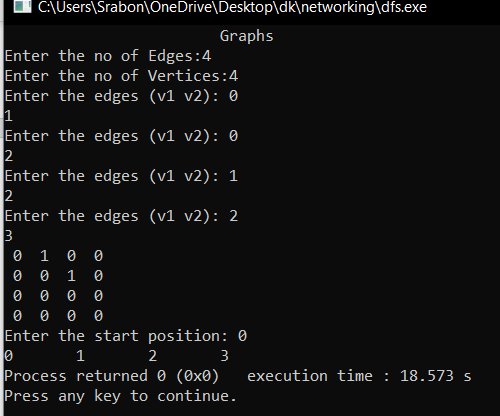 C:\Users\Srabon\OneDrive\Desktop\dk\networking\dfs.exe
Graphs
Enter the no of Edges:4
Enter the no of Vertices:4
Enter the edges (v1 v2): 0
1
Enter the edges (v1 v2): 0
2
Enter the edges (v1 v2): 1
2
Enter the edges (v1 v2): 2
3
0 1 0 0
0 0 1 0
0 0 0 0
0 0 0 0
Enter the start position: 0
0 1 2 3
Process returned 0 (0x0) execution time : 18.573 s
Press any key to continue.